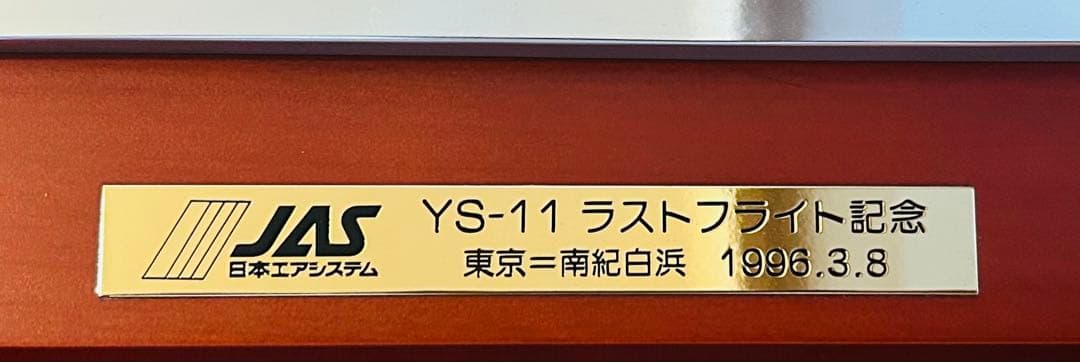 JAS
日本エアシステム
YS-11 ラストフライト記念
東京=南紀白浜 1996.3.8